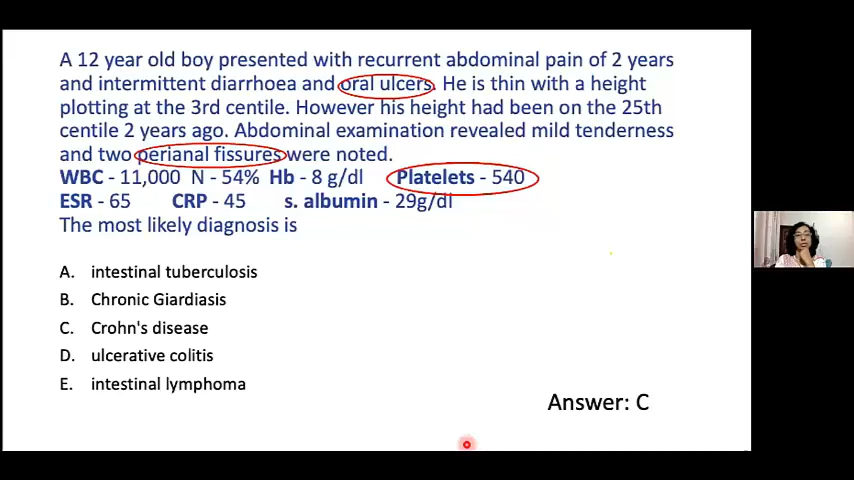 A 12 year old boy presented with recurrent abdominal pain of 2 years
and intermittent diarrhoea and oral ulcers. He is thin with a height
plotting at the 3rd centile. However his height had been on the 25th
centile 2 years ago. Abdominal examination revealed mild tenderness
and two perianal fissures were noted.
WBC - 11,000 N - 54% Hb - 8 g/dl Platelets - 540
ESR - 65 CRP - 45 s. albumin - 29g/dl
The most likely diagnosis is
A. intestinal tuberculosis
B. Chronic Giardiasis
C. Crohn's disease
D. ulcerative colitis
E. intestinal lymphoma
Answer: C